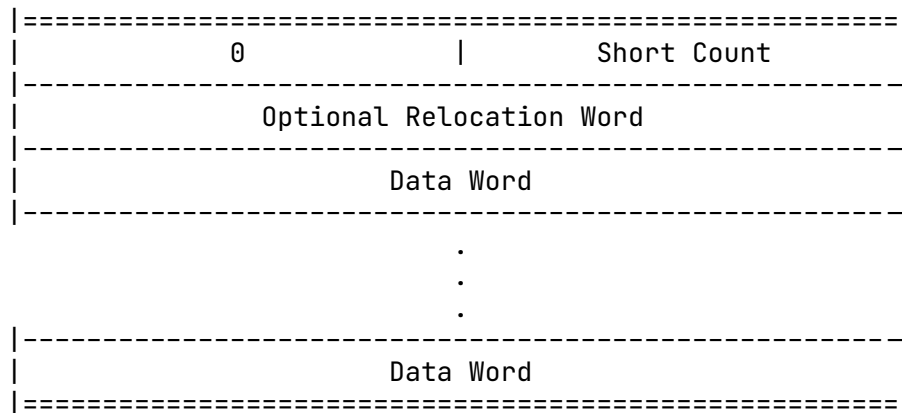 |=======================================================
|             0             |        Short Count
|-------------------------------------------------------
|               Optional Relocation Word
|-------------------------------------------------------
|                       Data Word
|-------------------------------------------------------
.
.
.
|-------------------------------------------------------
|                       Data Word
|=======================================================